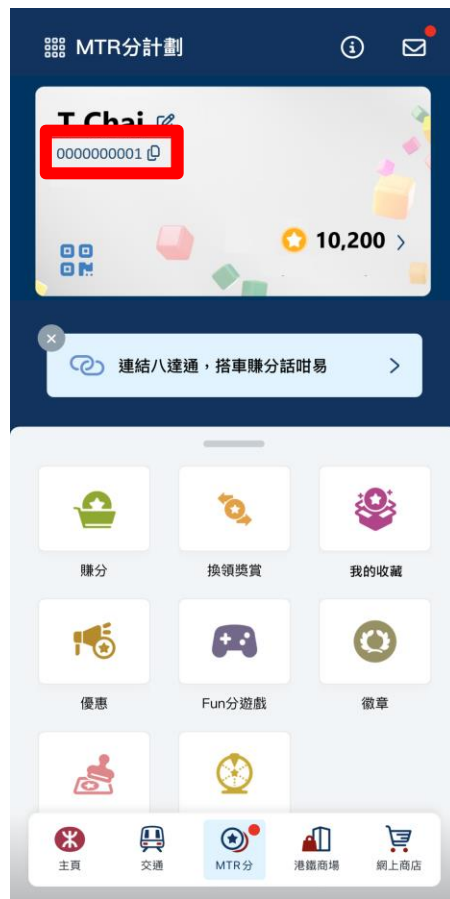 MTR分計劃
T Chai
0000000001
10,200
連結八達通，搭車賺分話咁易
賺分
換領獎賞
我的收藏
優惠
Fun分遊戲
徽章
主頁
交通
MTR分
港鐵商場
網上商店